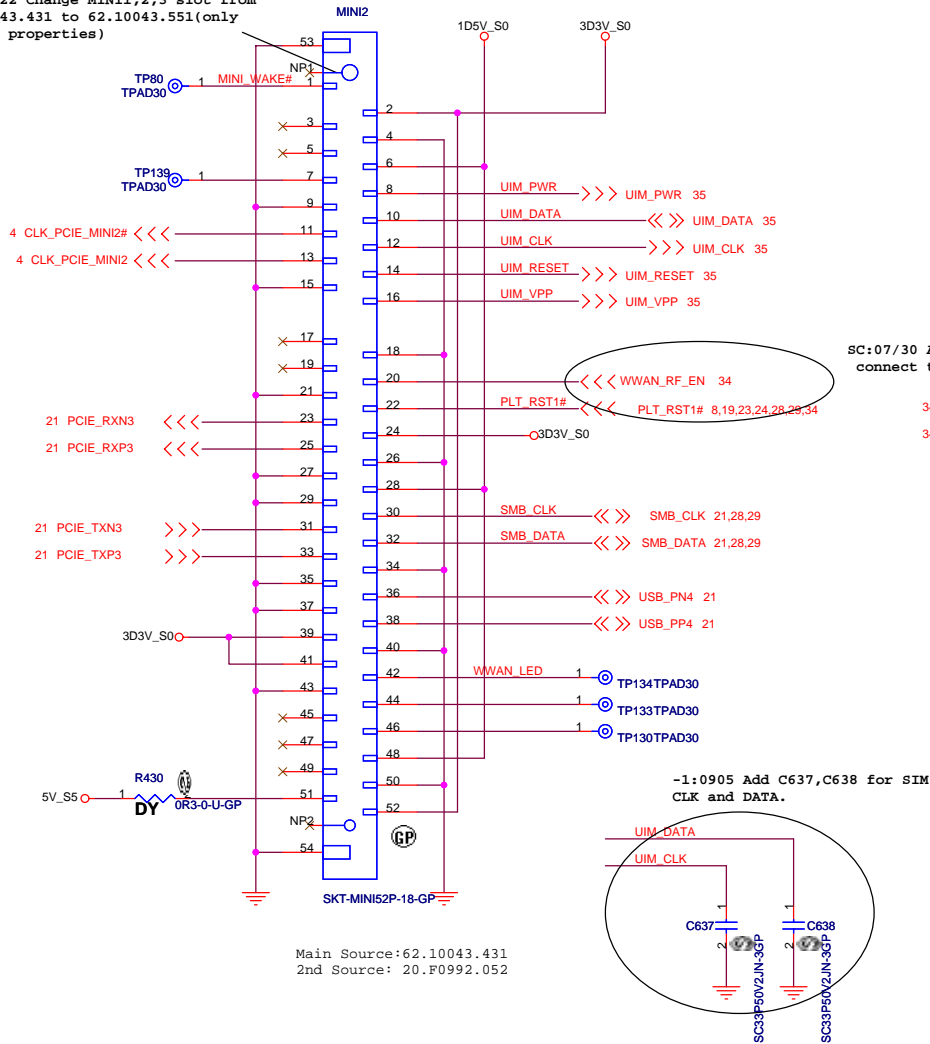 22 Change MINI1,2,3 slot from
43.431 to 62.10043.551(only
properties)
MINI2
1D5V_S0
3D3V_S0
53
NP1
TP80
TPAD30
1
MINI_WAKE#
1
2
3
4
5
6
TP139
TPAD30
1
7
8
UIM_PWR
UIM_PWR 35
9
10
UIM_DATA
UIM_DATA 35
4 CLK_PCIE_MINI2#
11
12
UIM_CLK
UIM_CLK 35
4 CLK_PCIE_MINI2
13
14
UIM_RESET
UIM_RESET 35
15
16
UIM_VPP
UIM_VPP 35
17
18
SC:07/30
connect
19
20
WWAN_RF_EN 34
21
22
PLT_RST1#
PLT_RST1# 8,19,23,24,28,29,34
21 PCIE_RXN3
23
24
3D3V_S0
21 PCIE_RXP3
25
26
27
28
29
30
SMB_CLK
SMB_CLK 21,28,29
21 PCIE_TXN3
31
32
SMB_DATA
SMB_DATA 21,28,29
21 PCIE_TXP3
33
34
35
36
USB_PN4 21
37
38
USB_PP4 21
3D3V_S0
39
40
41
42
WWAN_LED
1
TP134TPAD30
43
44
1
TP133TPAD30
45
46
1
TP130TPAD30
47
48
49
50
5V_S5
1
R430
2
DY
0R3-0-U-GP
51
52
NP2
GP
54
SKT-MINI52P-18-GP
-1:0905 Add C637,C638 for SIM
CLK and DATA.
UIM_DATA
UIM_CLK
1
1
C637
C638
2
2
SC33P50V2JN-3GP
SC33P50V2JN-3GP
Main Source:62.10043.431
2nd Source: 20.F0992.052